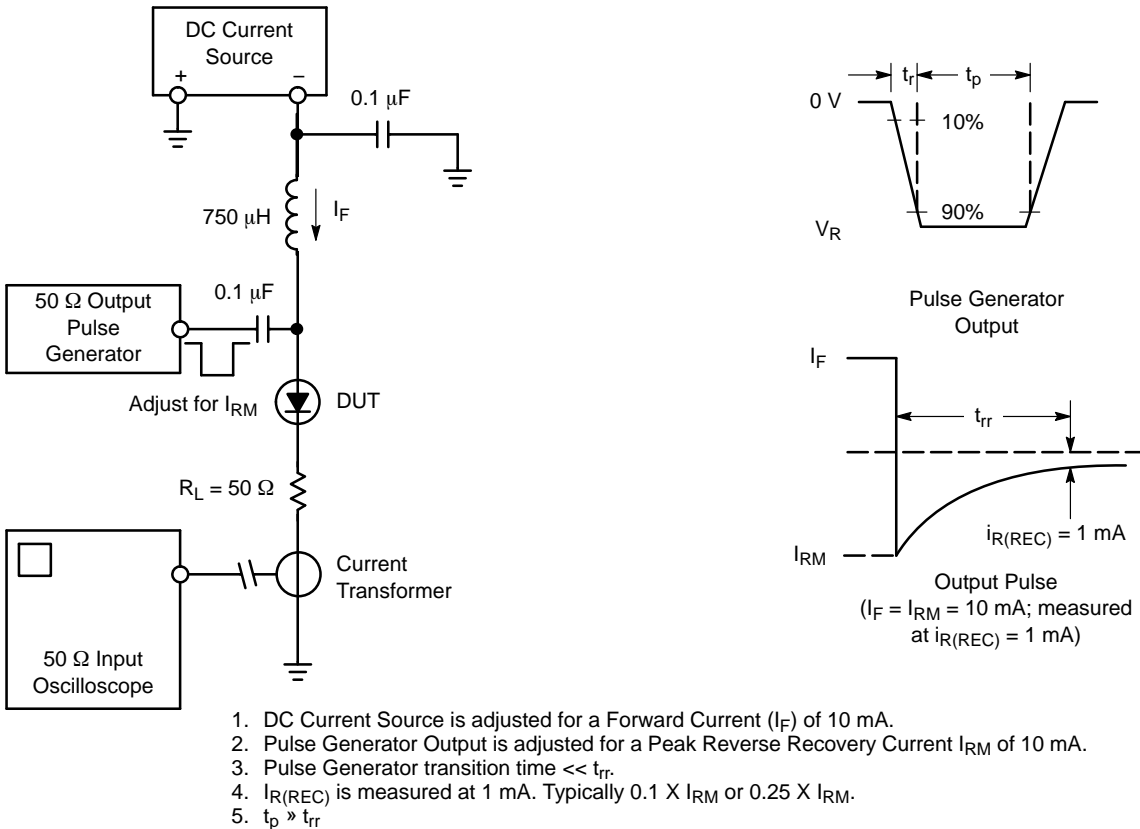 DC Current
Source
+ −
0.1 μF
750 μH
I_F
50 Ω Output
Pulse
Generator
0.1 μF
Adjust for I_RM
DUT
R_L = 50 Ω
Current
Transformer
50 Ω Input
Oscilloscope
t_r t_p
0 V
10%
90%
V_R
Pulse Generator
Output
I_F
t_rr
i_R(REC) = 1 mA
I_RM
Output Pulse
(I_F = I_RM = 10 mA; measured
at i_R(REC) = 1 mA)
1. DC Current Source is adjusted for a Forward Current (I_F) of 10 mA.
2. Pulse Generator Output is adjusted for a Peak Reverse Recovery Current I_RM of 10 mA.
3. Pulse Generator transition time << t_rr.
4. I_R(REC) is measured at 1 mA. Typically 0.1 X I_RM or 0.25 X I_RM.
5. t_p » t_rr